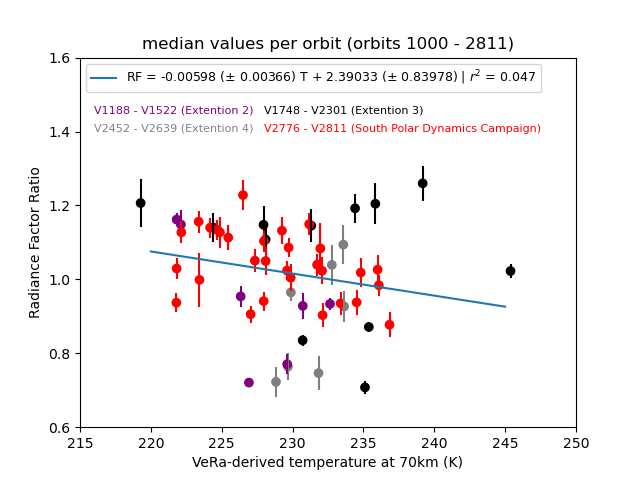 median values per orbit (orbits 1000 - 2811)
RF = -0.00598 (± 0.00366) T + 2.39033 (± 0.83978) | r² = 0.047
V1188 - V1522 (Extention 2) V1748 - V2301 (Extention 3)
V2452 - V2639 (Extention 4) V2776 - V2811 (South Polar Dynamics Campaign)
Radiance Factor Ratio
1.6
1.4
1.2
1.0
0.8
0.6
215 220 225 230 235 240 245 250
VeRa-derived temperature at 70km (K)